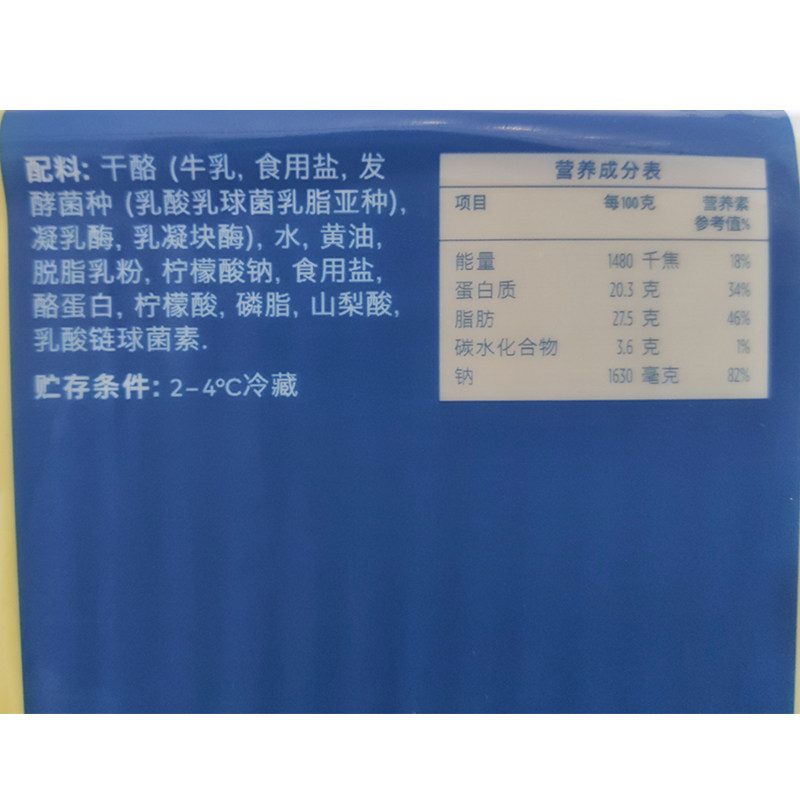 配料: 干酪 (牛乳, 食用盐, 发
酵菌种 (乳酸乳球菌乳脂亚种),
凝乳酶, 乳凝块酶), 水, 黄油,
脱脂乳粉, 柠檬酸钠, 食用盐,
酪蛋白, 柠檬酸, 磷脂, 山梨酸,
乳酸链球菌素.
贮存条件: 2–4°C冷藏
营养成分表
项目 每100克 营养素
参考值%
能量 1480 千焦 18%
蛋白质 20.3 克 34%
脂肪 27.5 克 46%
碳水化合物 3.6 克 1%
钠 1630 毫克 82%